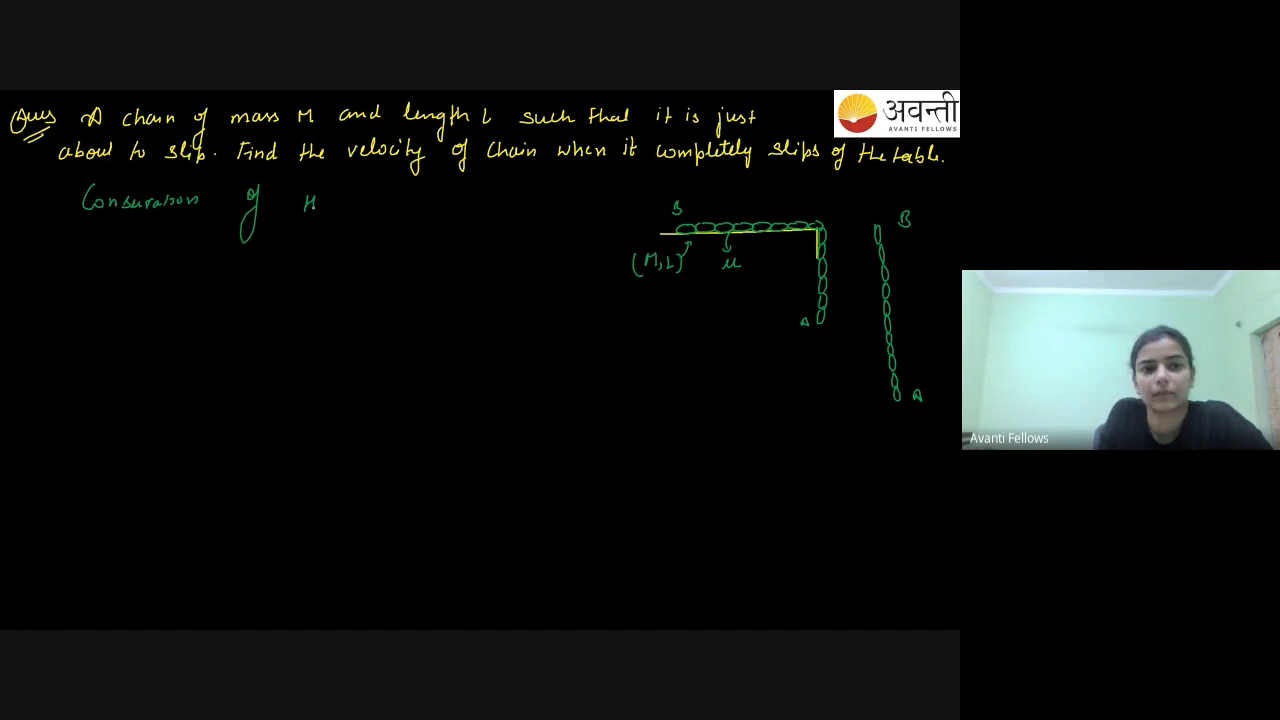 Ques A chain of mass M and length L such that it is just
about to slip. Find the velocity of chain when it completely slips of the table.
अवन्ती
AVANTI FELLOWS
Conservation of M
B
(M,L)
μ
A
B
A
Avanti Fellows